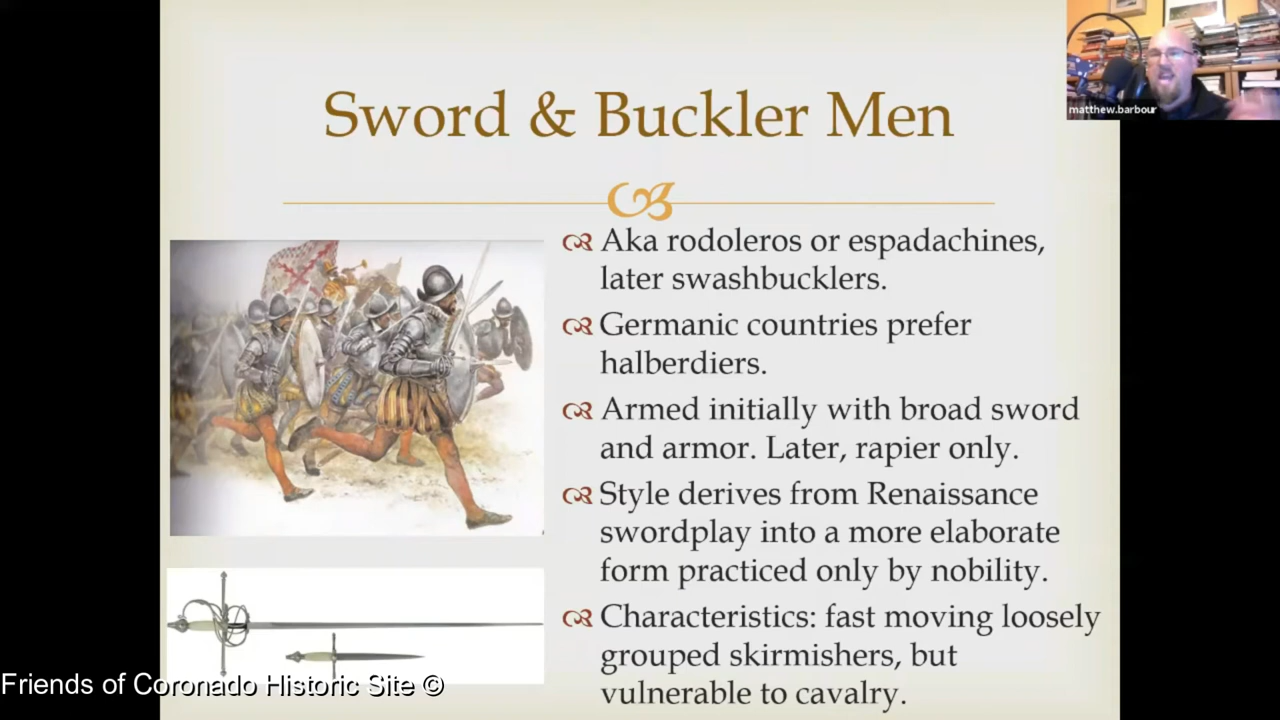 matthew.barbour
Sword & Buckler Men
Aka rodoleros or espadachines,
later swashbucklers.
Germanic countries prefer
halberdiers.
Armed initially with broad sword
and armor. Later, rapier only.
Style derives from Renaissance
swordplay into a more elaborate
form practiced only by nobility.
Characteristics: fast moving loosely
grouped skirmishers, but
vulnerable to cavalry.
Friends of Coronado Historic Site ©